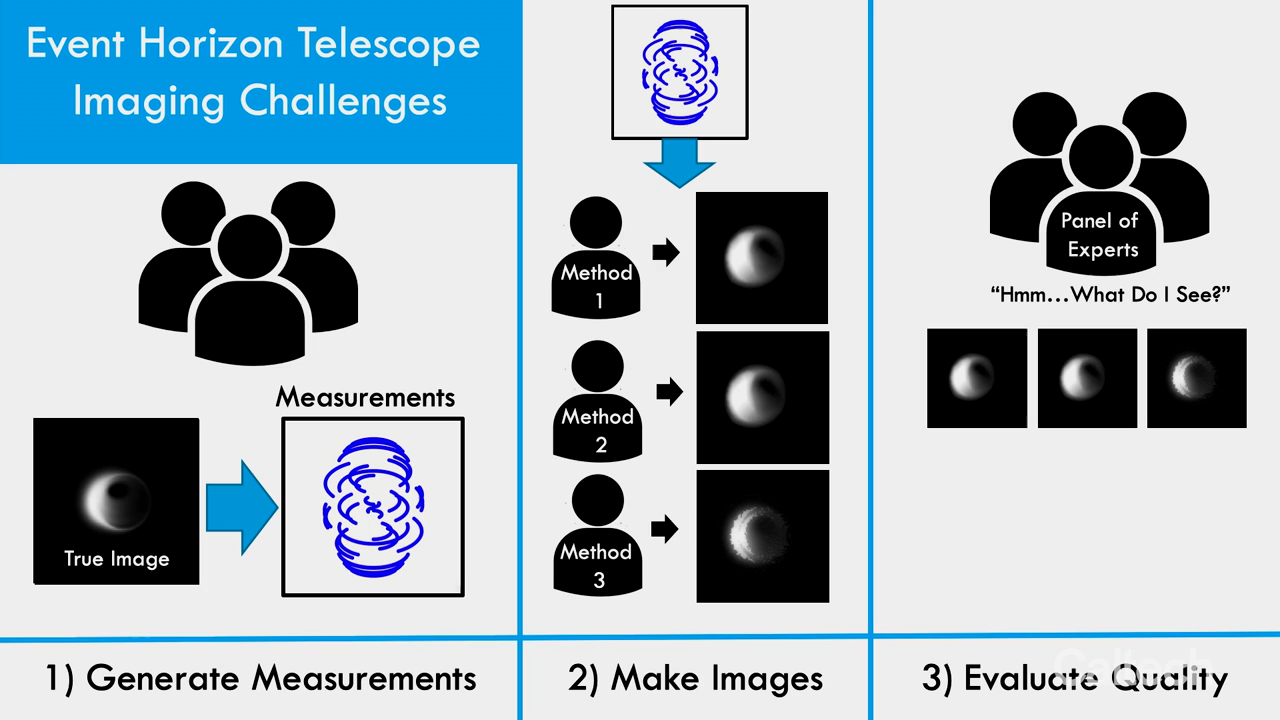 Event Horizon Telescope
Imaging Challenges
Measurements
True Image
1) Generate Measurements
Method
1
Method
2
Method
3
2) Make Images
Panel of
Experts
“Hmm...What Do I See?”
3) Evaluate Quality
Caltech